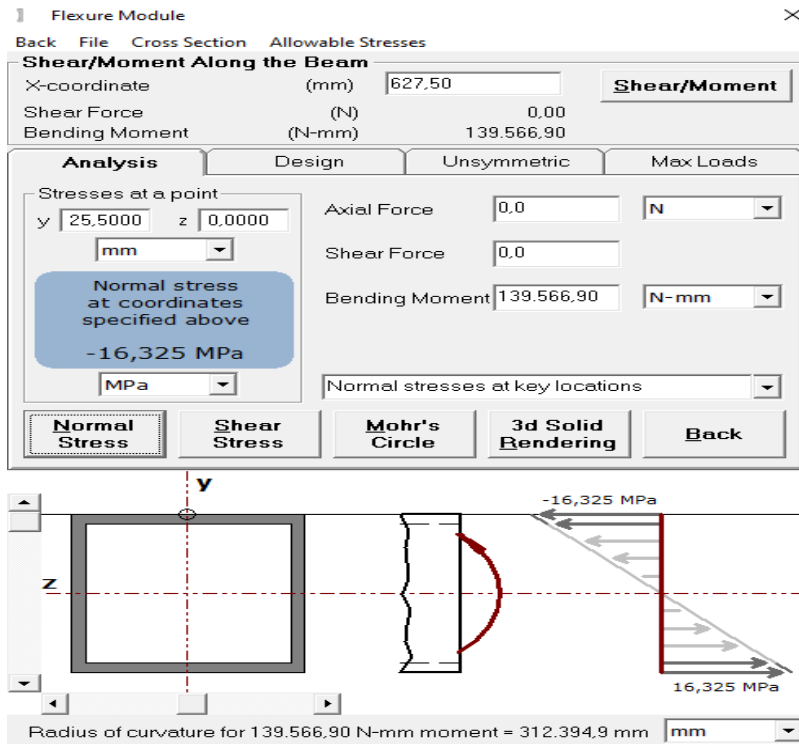 Flexure Module
Back File Cross Section Allowable Stresses
Shear/Moment Along the Beam
X-coordinate (mm) 627,50 Shear/Moment
Shear Force (N) 0,00
Bending Moment (N-mm) 139.566,90
Analysis Design Unsymmetric Max Loads
Stresses at a point
y 25,5000 z 0,0000
mm
Normal stress
at coordinates
specified above
-16,325 MPa
MPa
Axial Force 0,0 N
Shear Force 0,0
Bending Moment 139.566,90 N-mm
Normal stresses at key locations
Normal Stress Shear Stress Mohr's Circle 3d Solid Rendering Back
y
-16,325 MPa
z
16,325 MPa
Radius of curvature for 139.566,90 N-mm moment = 312.394,9 mm mm